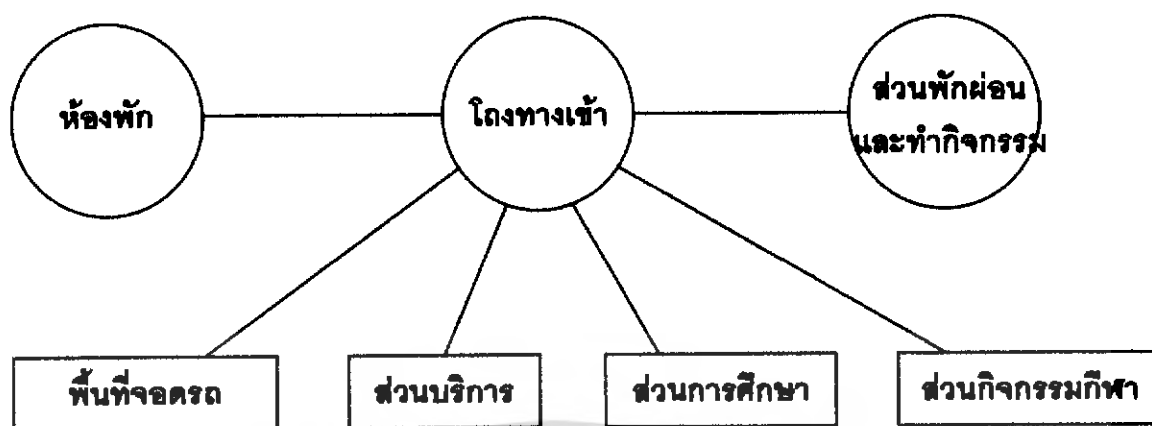 ห้องพัก
โถงทางเข้า
ส่วนพักผ่อน
และทำกิจกรรม
พื้นที่จอดรถ
ส่วนบริการ
ส่วนการศึกษา
ส่วนกิจกรรมกีฬา